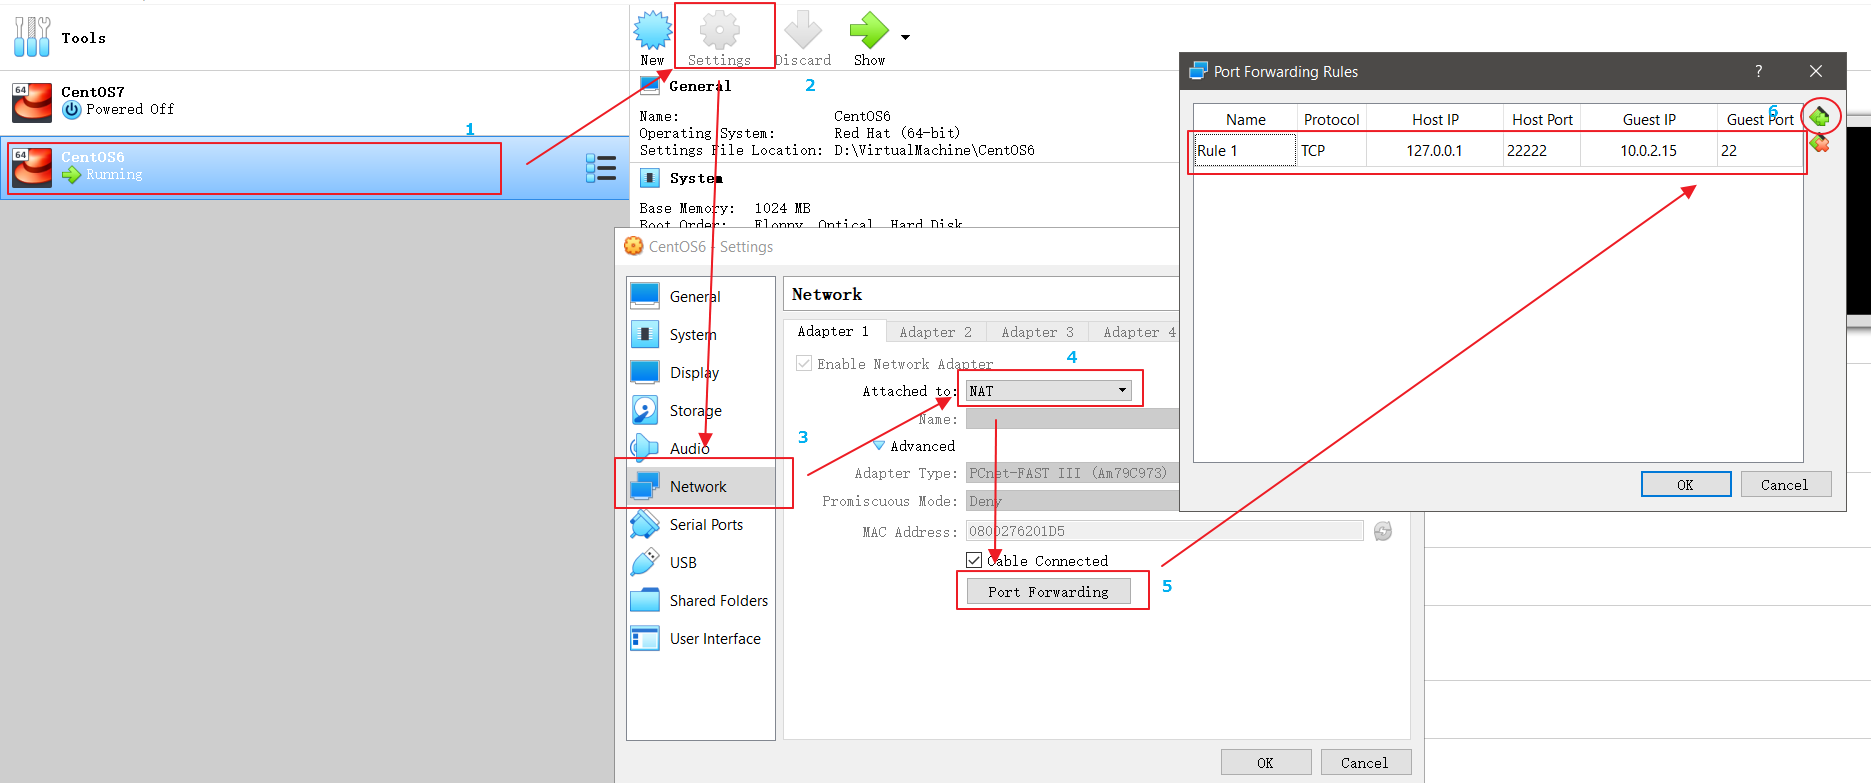 Tools
New
Settings
Discard
Show
64
CentOS7
Powered Off
1
64
CentOS6
Running
2
General
Name: CentOS6
Operating System: Red Hat (64-bit)
Settings File Location: D:\VirtualMachine\CentOS6
System
Base Memory: 1024 MB
Boot Order: Floppy, Optical, Hard Disk
CentOS6 - Settings
General
System
Display
Storage
Audio
Network
Serial Ports
USB
Shared Folders
User Interface
Network
Adapter 1
Adapter 2
Adapter 3
Adapter 4
Enable Network Adapter
4
Attached to: NAT
Name:
3
Advanced
Adapter Type: PCnet-FAST III (Am79C973)
Promiscuous Mode: Deny
MAC Address: 0800276201D5
Cable Connected
Port Forwarding
5
OK
Cancel
Port Forwarding Rules
?
6
Name Protocol Host IP Host Port Guest IP Guest Port
Rule 1 TCP 127.0.0.1 22222 10.0.2.15 22
OK
Cancel